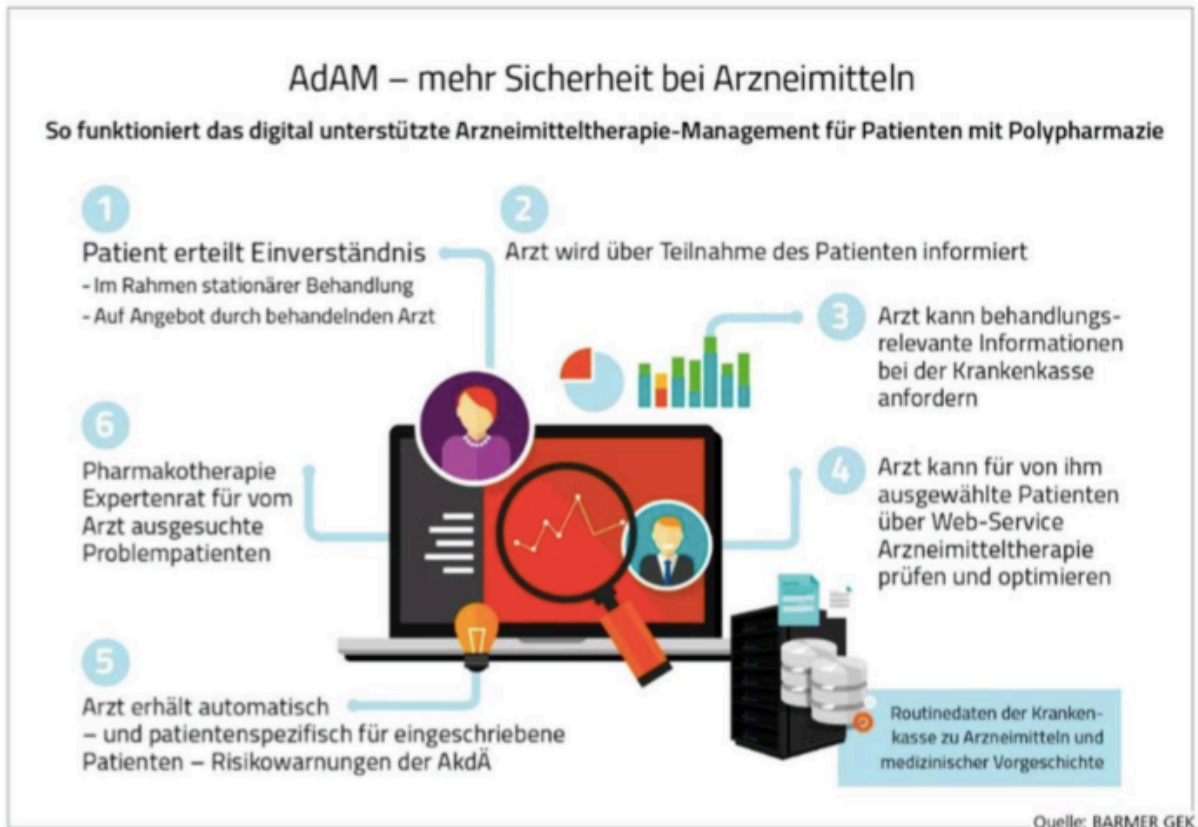 AdAM – mehr Sicherheit bei Arzneimitteln
So funktioniert das digital unterstützte Arzneimitteltherapie-Management für Patienten mit Polypharmazie
1
Patient erteilt Einverständnis
- Im Rahmen stationärer Behandlung
- Auf Angebot durch behandelnden Arzt
2
Arzt wird über Teilnahme des Patienten informiert
3
Arzt kann behandlungs-
relevante Informationen
bei der Krankenkasse
anfordern
4
Arzt kann für von ihm
ausgewählte Patienten
über Web-Service
Arzneimitteltherapie
prüfen und optimieren
5
Arzt erhält automatisch
– und patientenspezifisch für eingeschriebene
Patienten – Risikowarnungen der AkdÄ
6
Pharmakotherapie
Expertenrat für vom
Arzt ausgesuchte
Problempatienten
Routinedaten der Kranken-
kasse zu Arzneimitteln und
medizinischer Vorgeschichte
Quelle: BARMER GEK